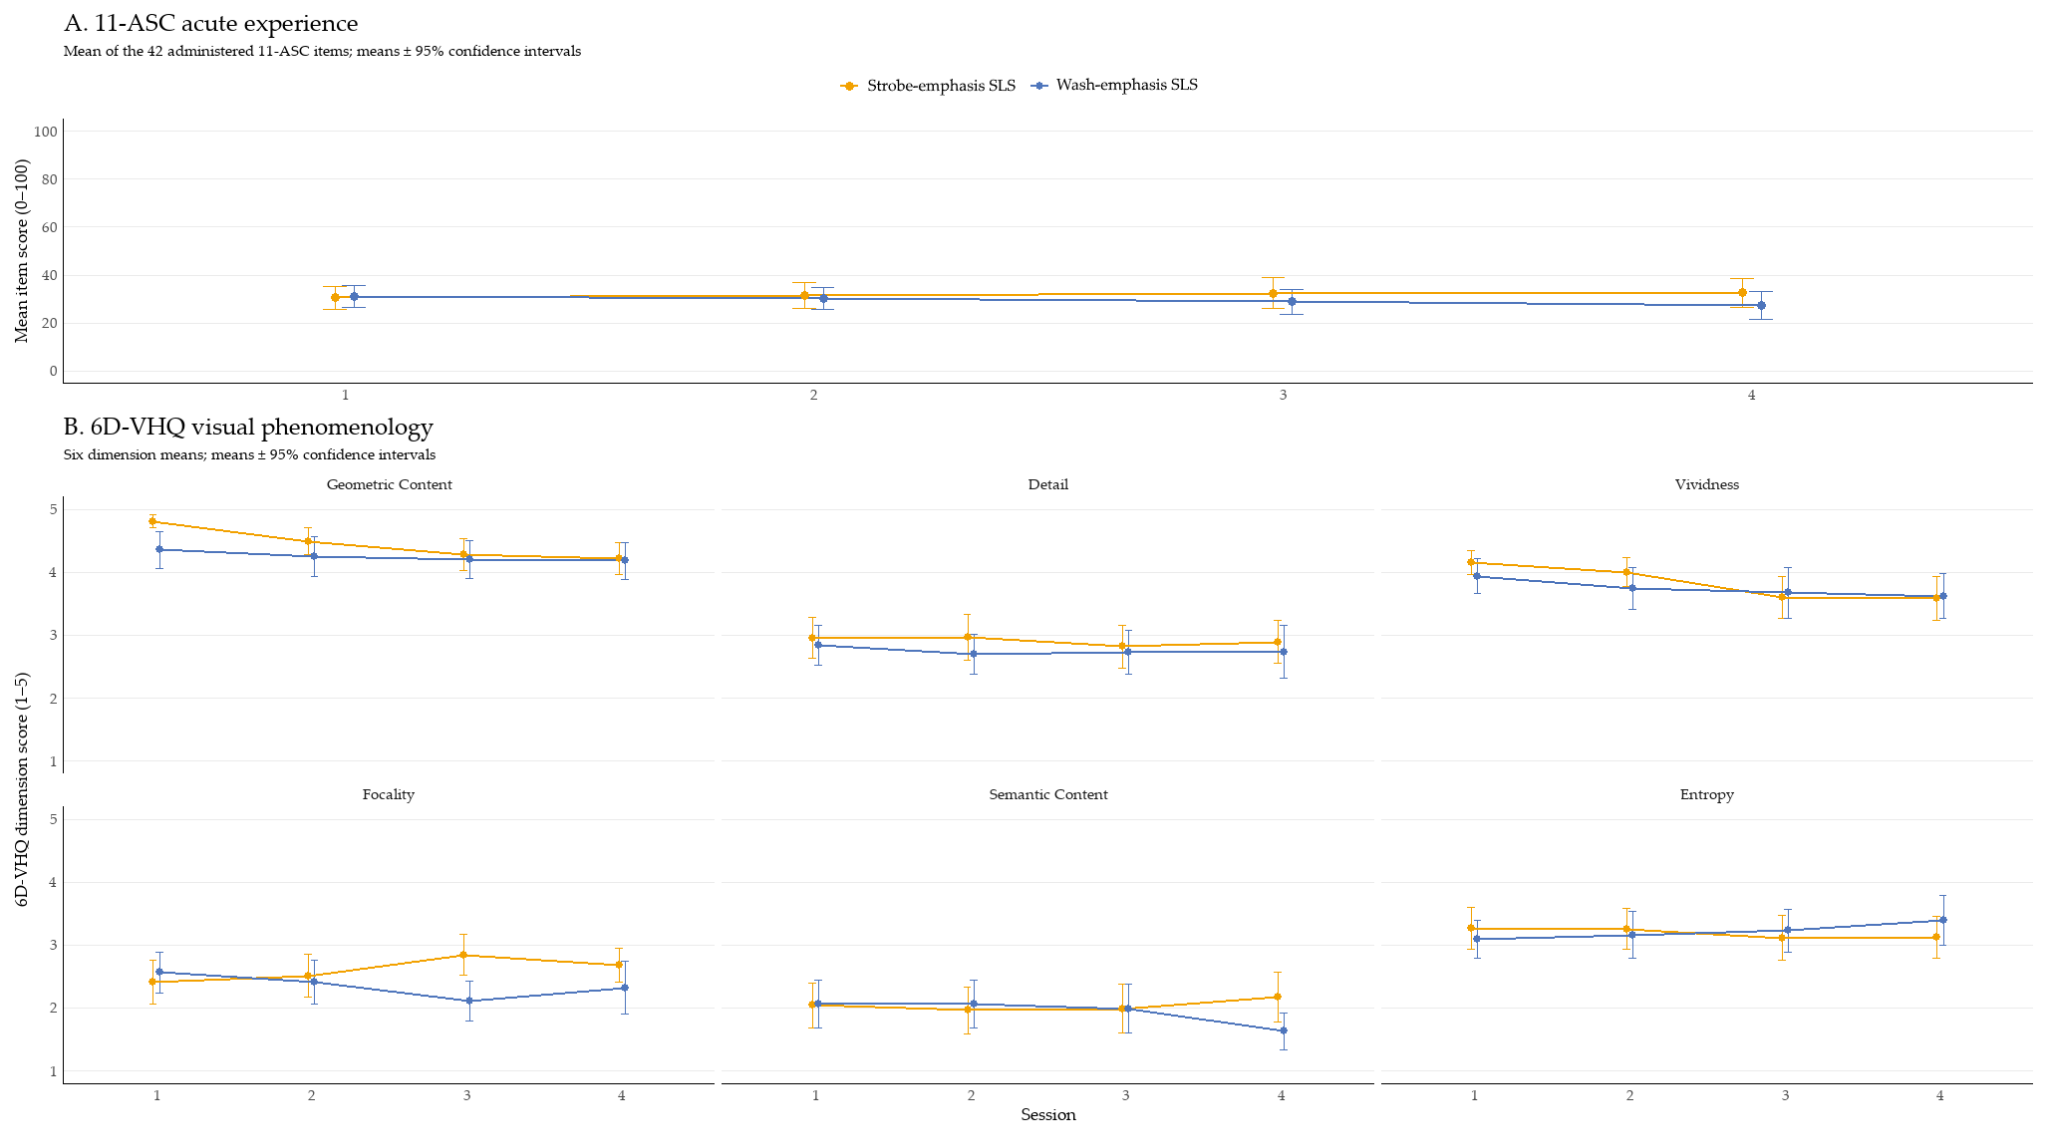 A. 11-ASC acute experience
Mean of the 42 administered 11-ASC items; means ± 95% confidence intervals
Strobe-emphasis SLS Wash-emphasis SLS
Mean item score (0–100)
100
80
60
40
20
0
1 2 3 4
B. 6D-VHQ visual phenomenology
Six dimension means; means ± 95% confidence intervals
6D-VHQ dimension score (1–5)
Geometric Content Detail Vividness
5
4
3
2
1
Focality Semantic Content Entropy
5
4
3
2
1
1 2 3 4 1 2 3 4 1 2 3 4
Session